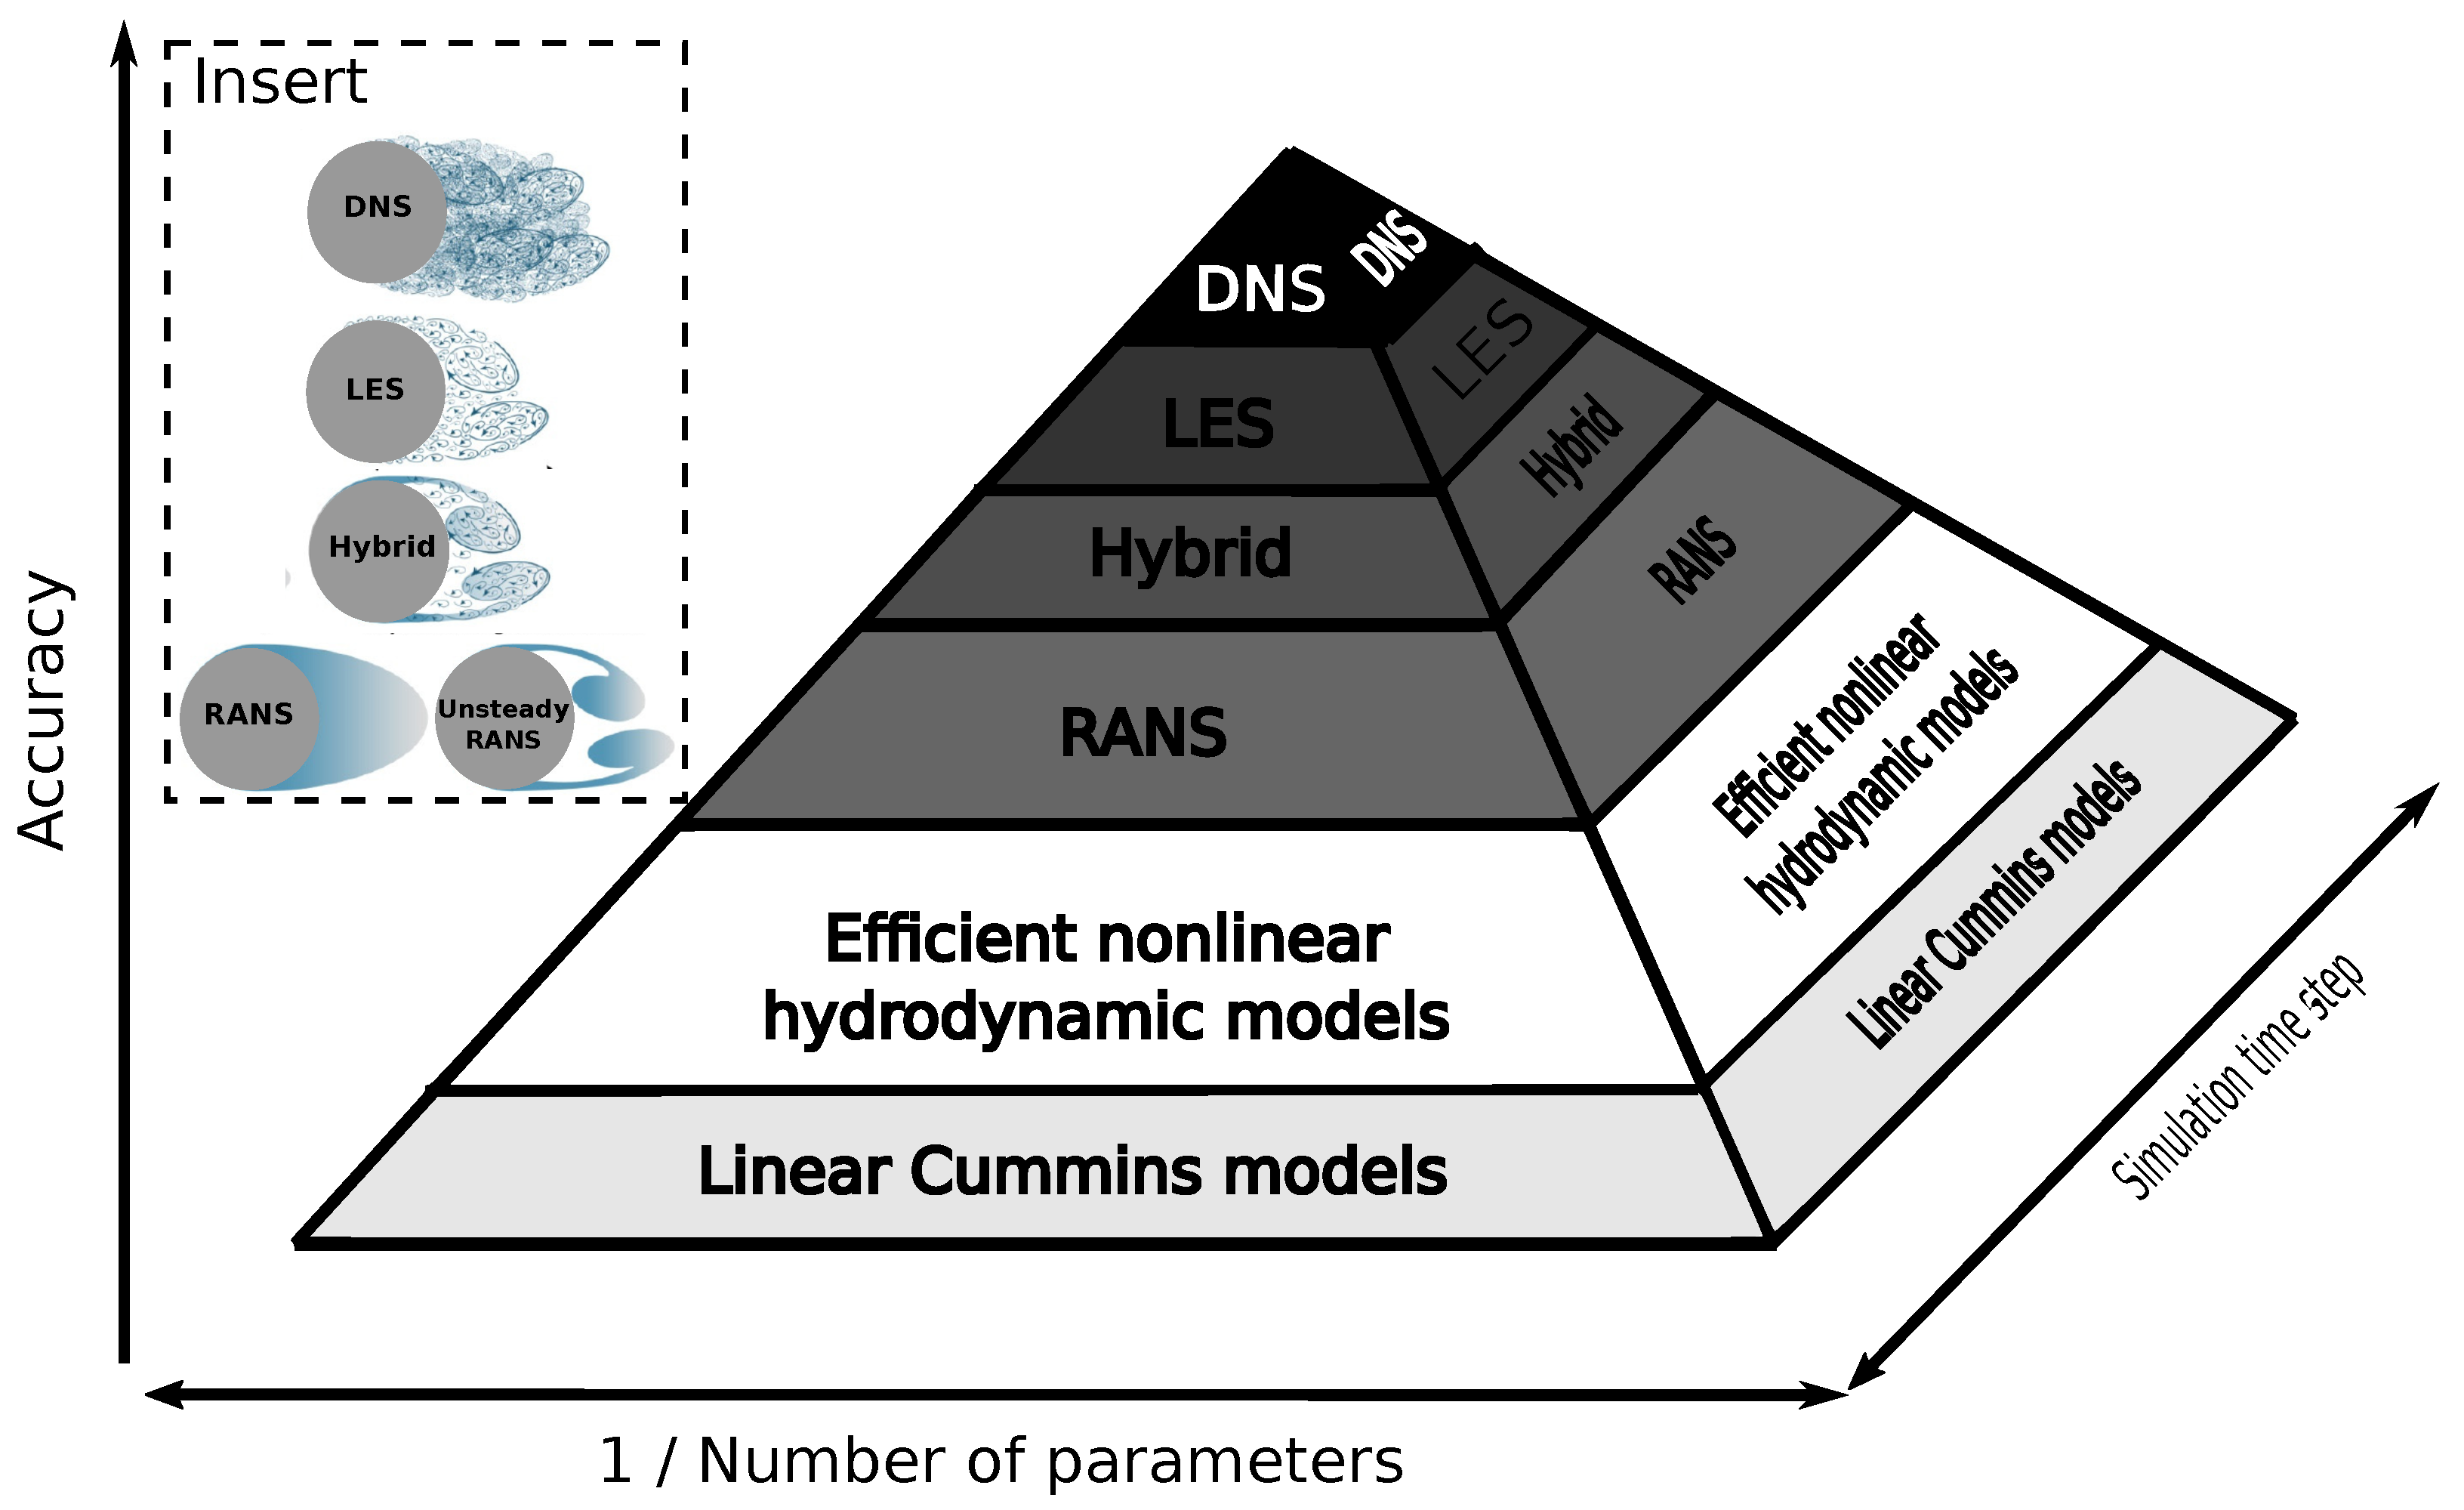 Insert
DNS
LES
Hybrid
RANS
Unsteady
RANS
Accuracy
DNS
LES
Hybrid
RANS
Efficient nonlinear
hydrodynamic models
Linear Cummins models
DNS
LES
Hybrid
RANS
Efficient nonlinear
hydrodynamic models
Linear Cummins models
Simulation time step
1 / Number of parameters